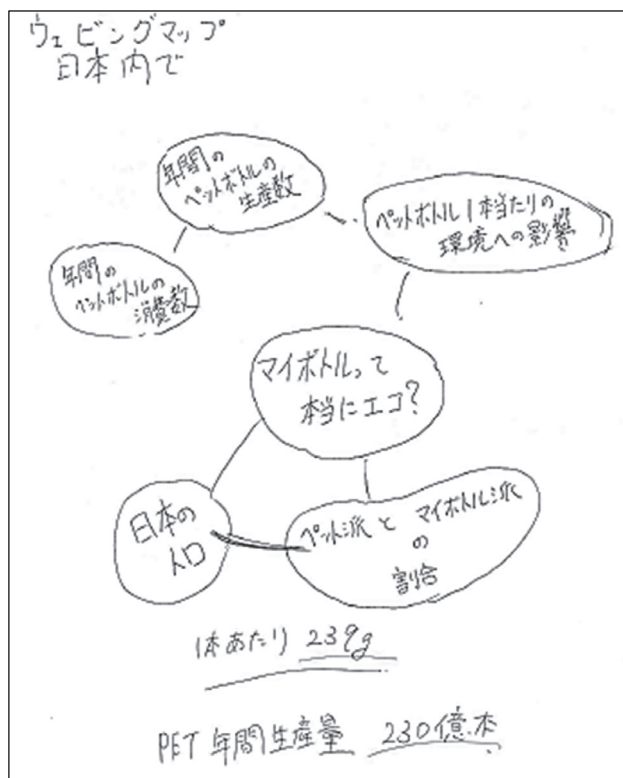 ウェビングマップ
日本内で
年間の
ペットボトルの
生産数
ペットボトル1本当たりの
環境への影響
年間の
ペットボトルの
消費数
マイボトルって
本当にエコ?
日本の
人口
ペット派と マイボトル派
の
割合
1本あたり 239g
PET 年間生産量 230億本